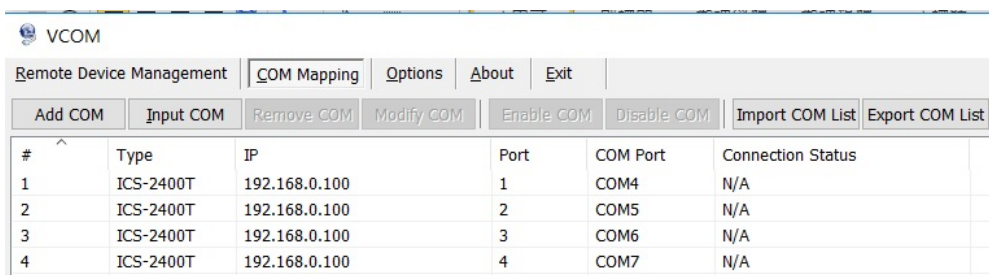 VCOM
Remote Device Management COM Mapping Options About Exit
Add COM Input COM Remove COM Modify COM Enable COM Disable COM Import COM List Export COM List
# Type IP Port COM Port Connection Status
1 ICS-2400T 192.168.0.100 1 COM4 N/A
2 ICS-2400T 192.168.0.100 2 COM5 N/A
3 ICS-2400T 192.168.0.100 3 COM6 N/A
4 ICS-2400T 192.168.0.100 4 COM7 N/A